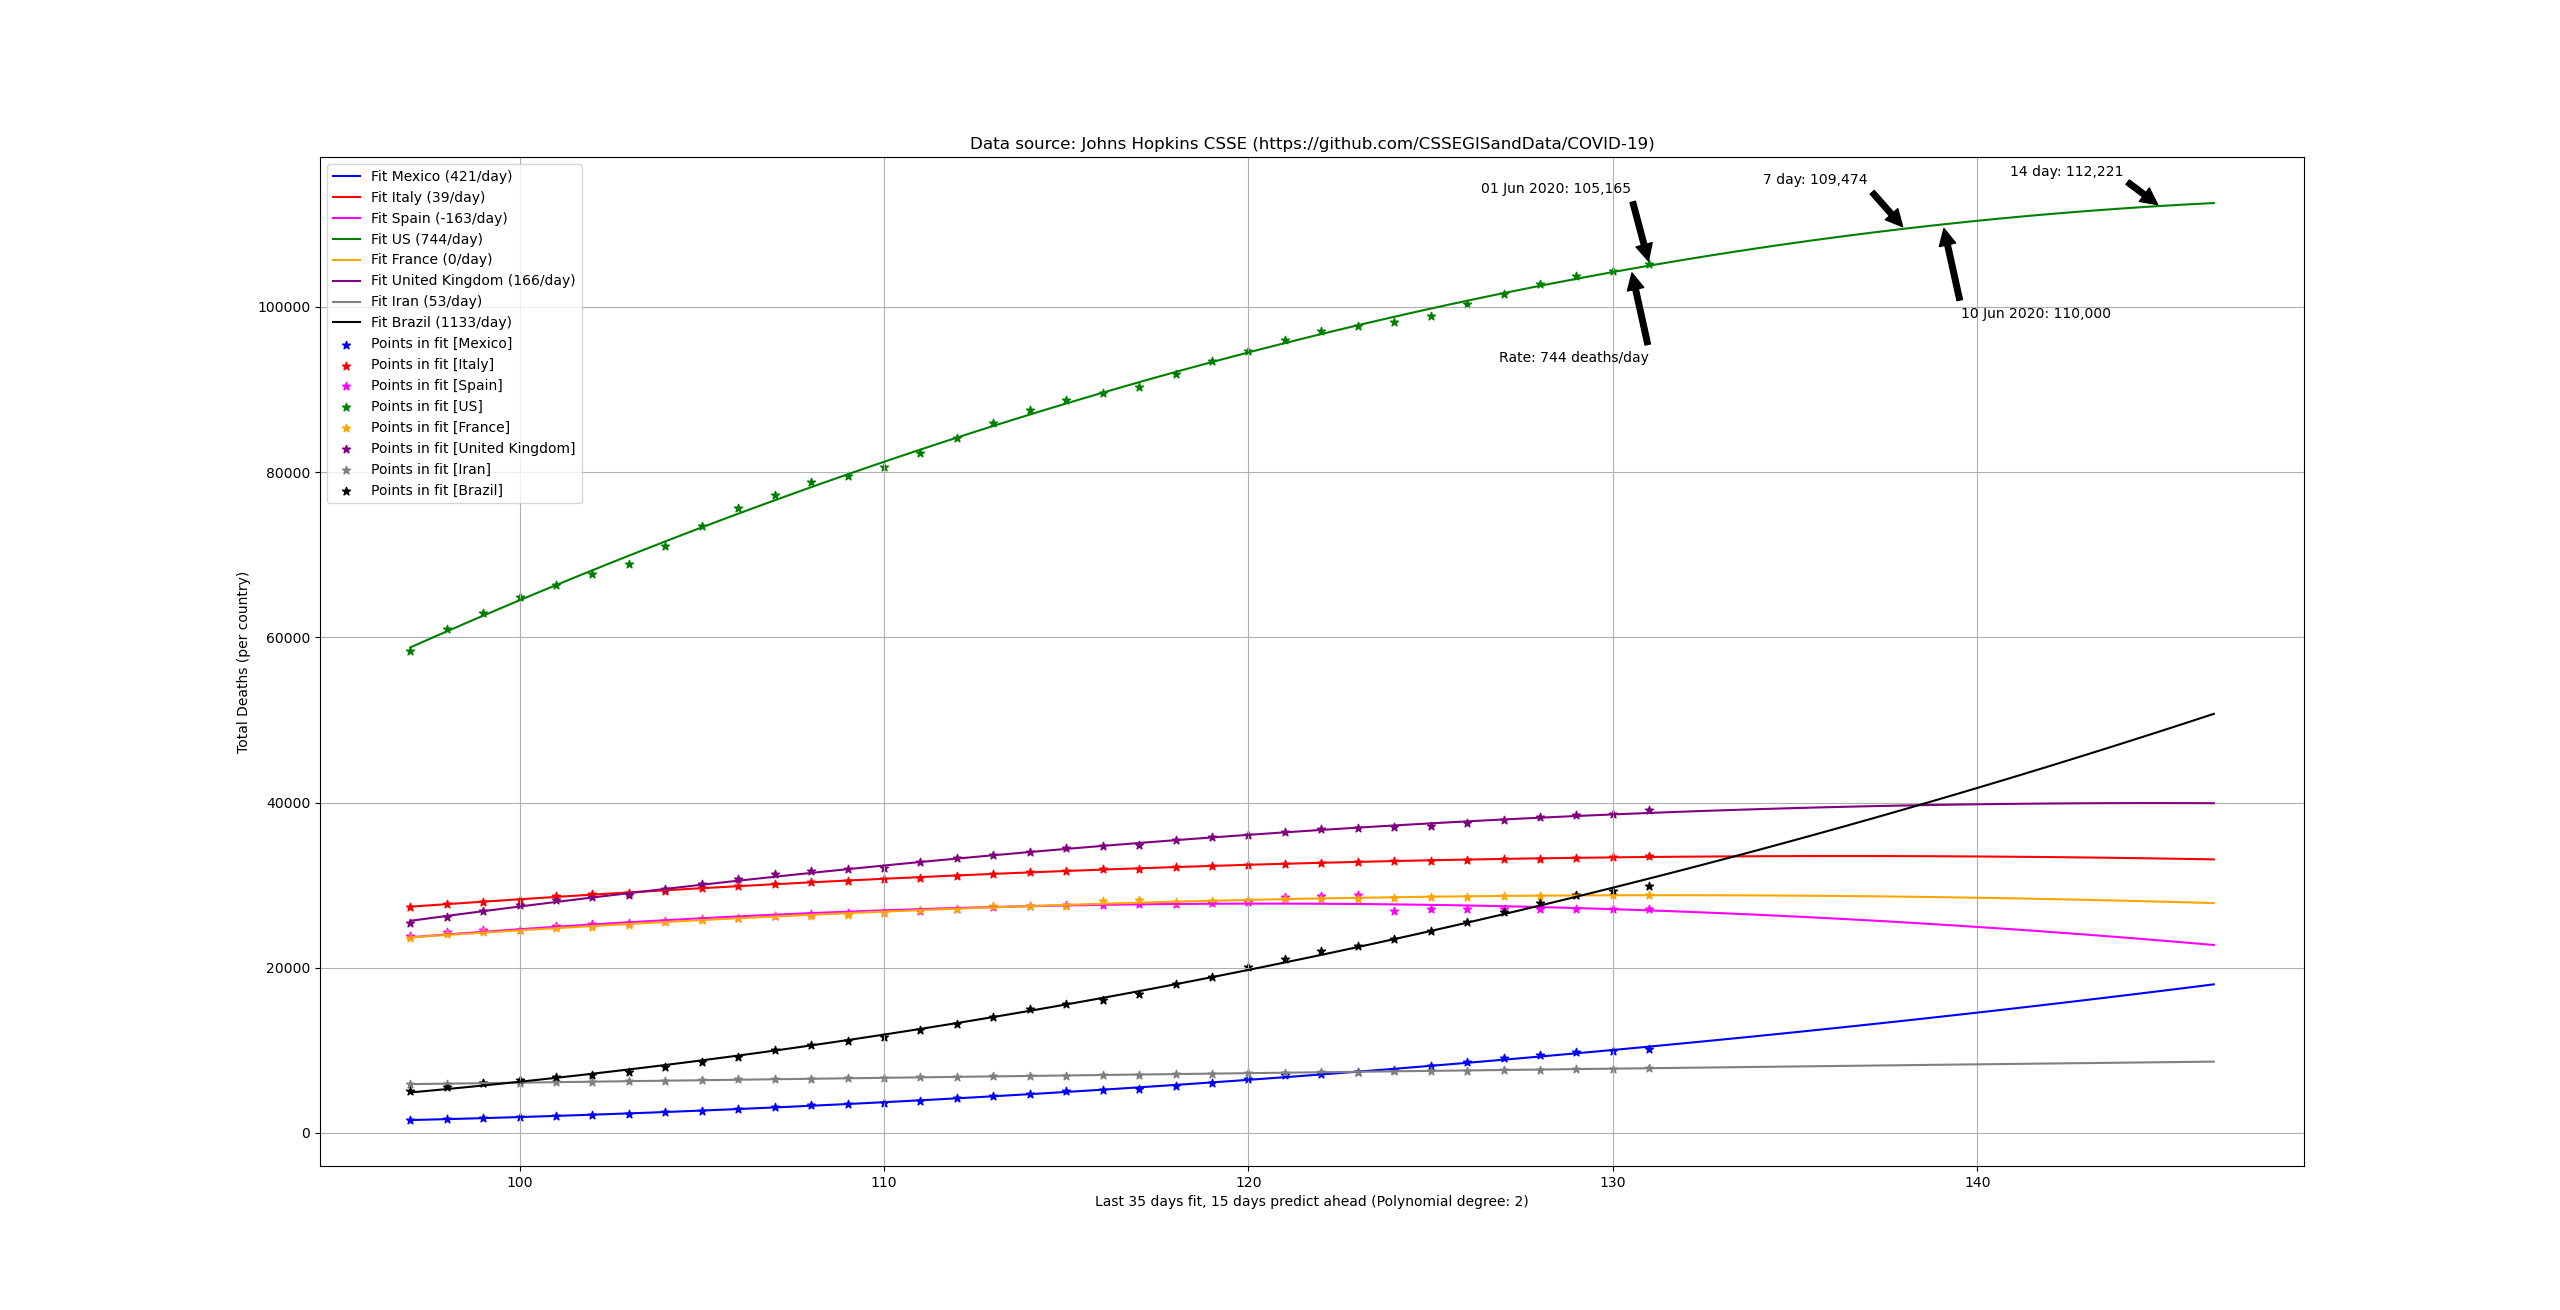 Data source: Johns Hopkins CSSE (https://github.com/CSSEGISandData/COVID-19)
Fit Mexico (421/day)
Fit Italy (39/day)
Fit Spain (-163/day)
Fit US (744/day)
Fit France (0/day)
Fit United Kingdom (166/day)
Fit Iran (53/day)
Fit Brazil (1133/day)
Points in fit [Mexico]
Points in fit [Italy]
Points in fit [Spain]
Points in fit [US]
Points in fit [France]
Points in fit [United Kingdom]
Points in fit [Iran]
Points in fit [Brazil]
01 Jun 2020: 105,165
7 day: 109,474
14 day: 112,221
10 Jun 2020: 110,000
Rate: 744 deaths/day
Total Deaths (per country)
100000
80000
60000
40000
20000
0
100
110
120
130
140
Last 35 days fit, 15 days predict ahead (Polynomial degree: 2)